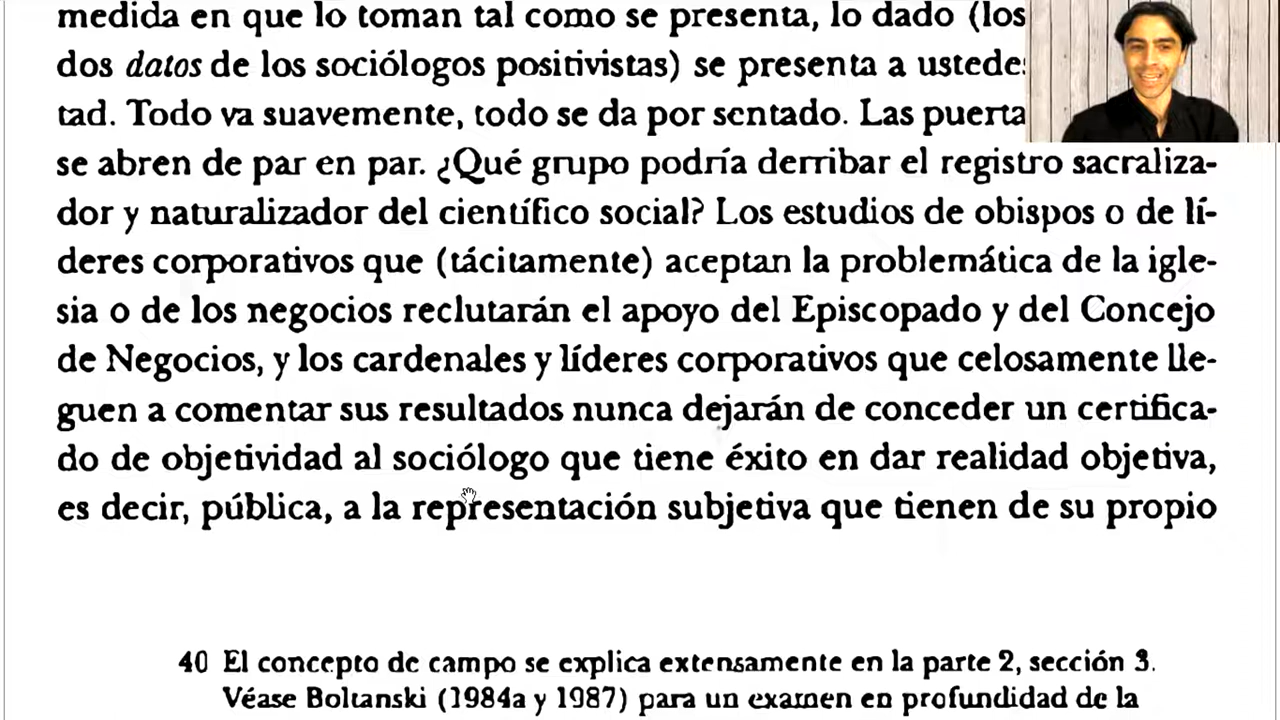 medida en que lo toman tal como se presenta, lo dado (los
dos datos de los sociólogos positivistas) se presenta a ustede
tad. Todo va suavemente, todo se da por sentado. Las puerta
se abren de par en par. ¿Qué grupo podría derribar el registro sacraliza-
dor y naturalizador del científico social? Los estudios de obispos o de lí-
deres corporativos que (tácitamente) aceptan la problemática de la igle-
sia o de los negocios reclutarán el apoyo del Episcopado y del Concejo
de Negocios, y los cardenales y líderes corporativos que celosamente lle-
guen a comentar sus resultados nunca dejarán de conceder un certifica-
do de objetividad al sociólogo que tiene éxito en dar realidad objetiva,
es decir, pública, a la representación subjetiva que tienen de su propio
40 El concepto de campo se explica extensamente en la parte 2, sección 3.
Véase Boltanski (1984a y 1987) para un examen en profundidad de la